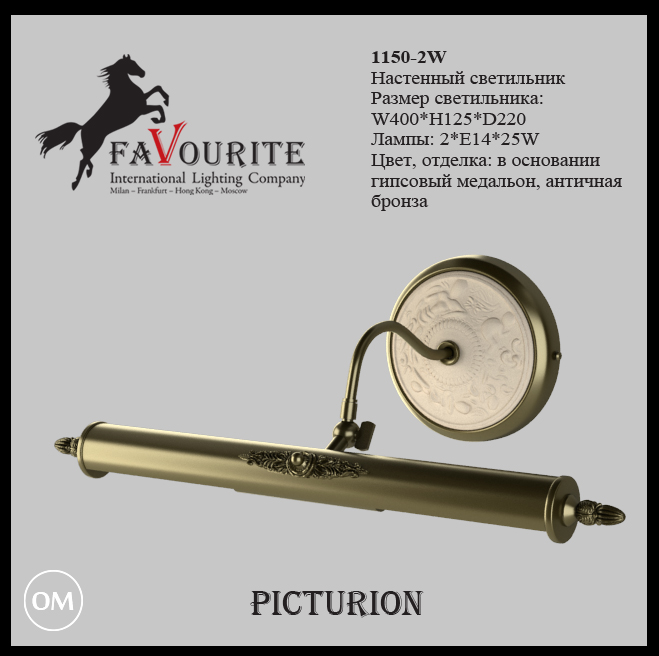 1150-2W
Настенный светильник
Размер светильника:
W400*H125*D220
Лампы: 2*E14*25W
Цвет, отделка: в основании
гипсовый медальон, античная
бронза
FAVOURITE
International Lighting Company
Milan – Frankfurt – Hong Kong – Moscow
OM
PICTURION